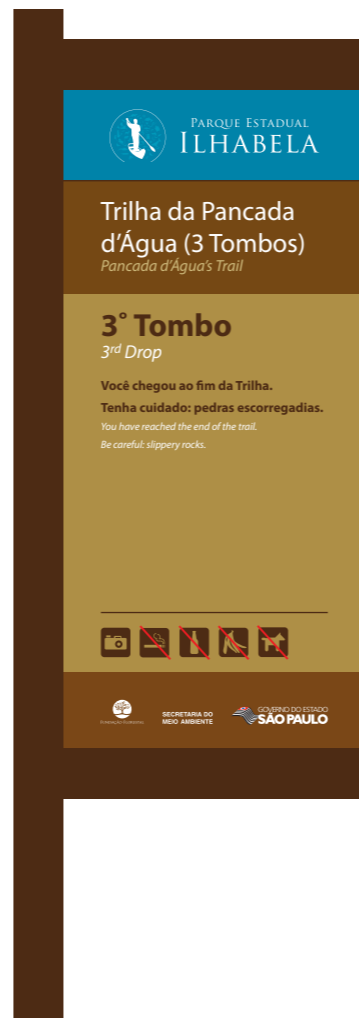 PARQUE ESTADUAL
ILHABELA
Trilha da Pancada
d'Água (3 Tombos)
Pancada d'Água's Trail
3° Tombo
3rd Drop
Você chegou ao fim da Trilha.
Tenha cuidado: pedras escorregadias.
You have reached the end of the trail.
Be careful: slippery rocks.
FUNDAÇÃO FLORESTAL
SECRETARIA DO
MEIO AMBIENTE
GOVERNO DO ESTADO
SÃO PAULO